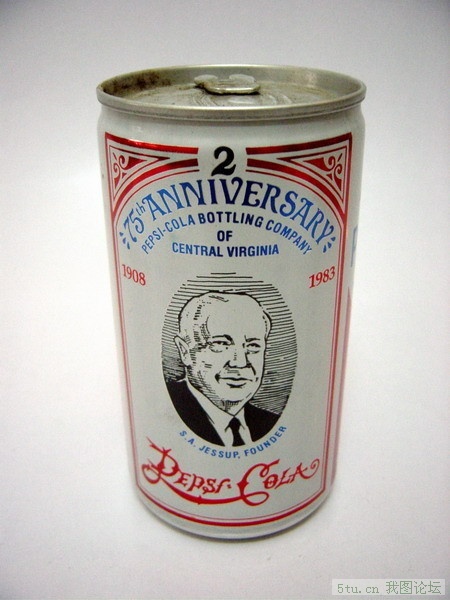 2
75th ANNIVERSARY
PEPSI-COLA BOTTLING COMPANY
OF
CENTRAL VIRGINIA
1908 1983
S.A. JESSUP, FOUNDER
PEPSI·COLA
5tu.cn 我图论坛